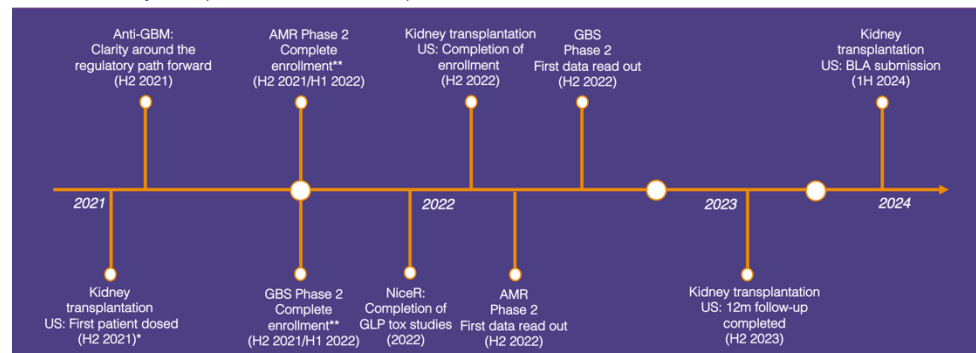 Anti-GBM:
Clarity around the
regulatory path forward
(H2 2021)
AMR Phase 2
Complete
enrollment**
(H2 2021/H1 2022)
Kidney transplantation
US: Completion of
enrollment
(H2 2022)
GBS
Phase 2
First data read out
(H2 2022)
Kidney
transplantation
US: BLA submission
(1H 2024)
2021
2022
2023
2024
Kidney
transplantation
US: First patient dosed
(H2 2021)*
GBS Phase 2
Complete
enrollment**
(H2 2021/H1 2022)
NiceR:
Completion of
GLP tox studies
(2022)
AMR
Phase 2
First data read out
(H2 2022)
Kidney transplantation
US: 12m follow-up
completed
(H2 2023)